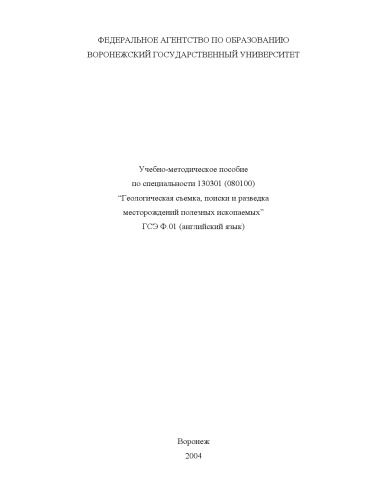 ФЕДЕРАЛЬНОЕ АГЕНТСТВО ПО ОБРАЗОВАНИЮ
ВОРОНЕЖСКИЙ ГОСУДАРСТВЕННЫЙ УНИВЕРСИТЕТ
Учебно-методическое пособие
по специальности 130301 (080100)
“Геологическая съемка, поиски и разведка
месторождений полезных ископаемых”
ГСЭ Ф.01 (английский язык)
Воронеж
2004